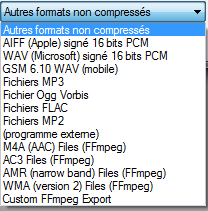 Autres formats non compressés
Autres formats non compressés
AIFF (Apple) signé 16 bits PCM
WAV (Microsoft) signé 16 bits PCM
GSM 6.10 WAV (mobile)
Fichiers MP3
Fichier Ogg Vorbis
Fichiers FLAC
Fichiers MP2
(programme externe)
M4A (AAC) Files (FFmpeg)
AC3 Files (FFmpeg)
AMR (narrow band) Files (FFmpeg)
WMA (version 2) Files (FFmpeg)
Custom FFmpeg Export